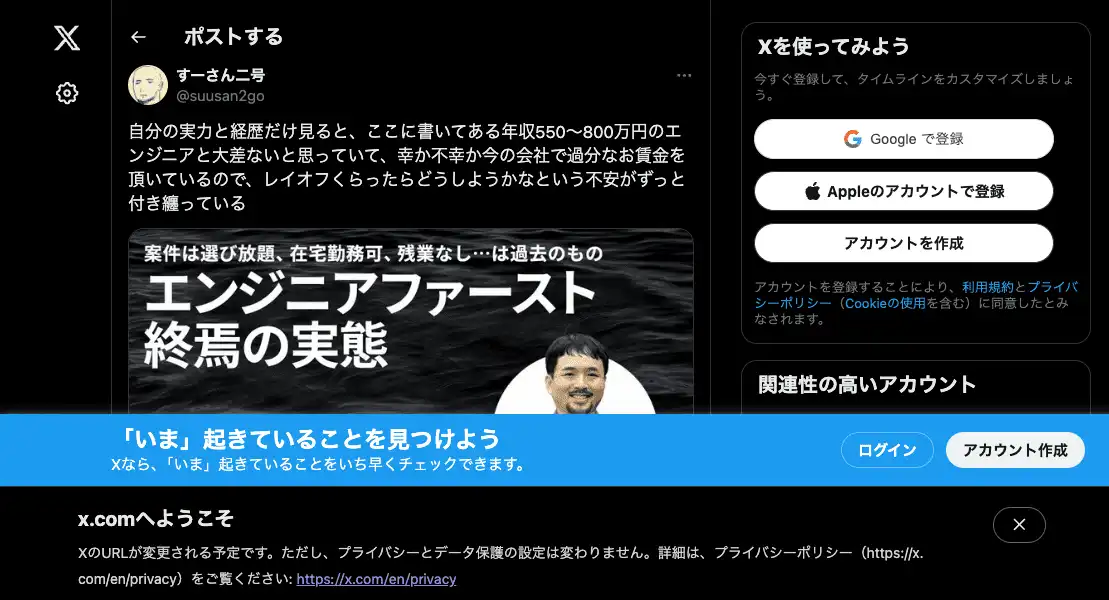 ポストする
すーさん二号
@suusan2go
自分の実力と経歴だけ見ると、ここに書いてある年収550〜800万円のエ
ンジニアと大差ないと思っていて、幸か不幸か今の会社で過分なお賃金を
頂いているので、レイオフくらったらどうしようかなという不安がずっと
付き纏っている
案件は選び放題、在宅勤務可、残業なし…は過去のもの
エンジニアファースト
終焉の実態
Xを使ってみよう
今すぐ登録して、タイムラインをカスタマイズしましょ
う。
Google で登録
Appleのアカウントで登録
アカウントを作成
アカウントを登録することにより、利用規約とプライバ
シーポリシー（Cookieの使用を含む）に同意したとみ
なされます。
関連性の高いアカウント
「いま」起きていることを見つけよう
Xなら、「いま」起きていることをいち早くチェックできます。
ログイン
アカウント作成
x.comへようこそ
XのURLが変更される予定です。ただし、プライバシーとデータ保護の設定は変わりません。詳細は、プライバシーポリシー（https://x.
com/en/privacy）をご覧ください: https://x.com/en/privacy